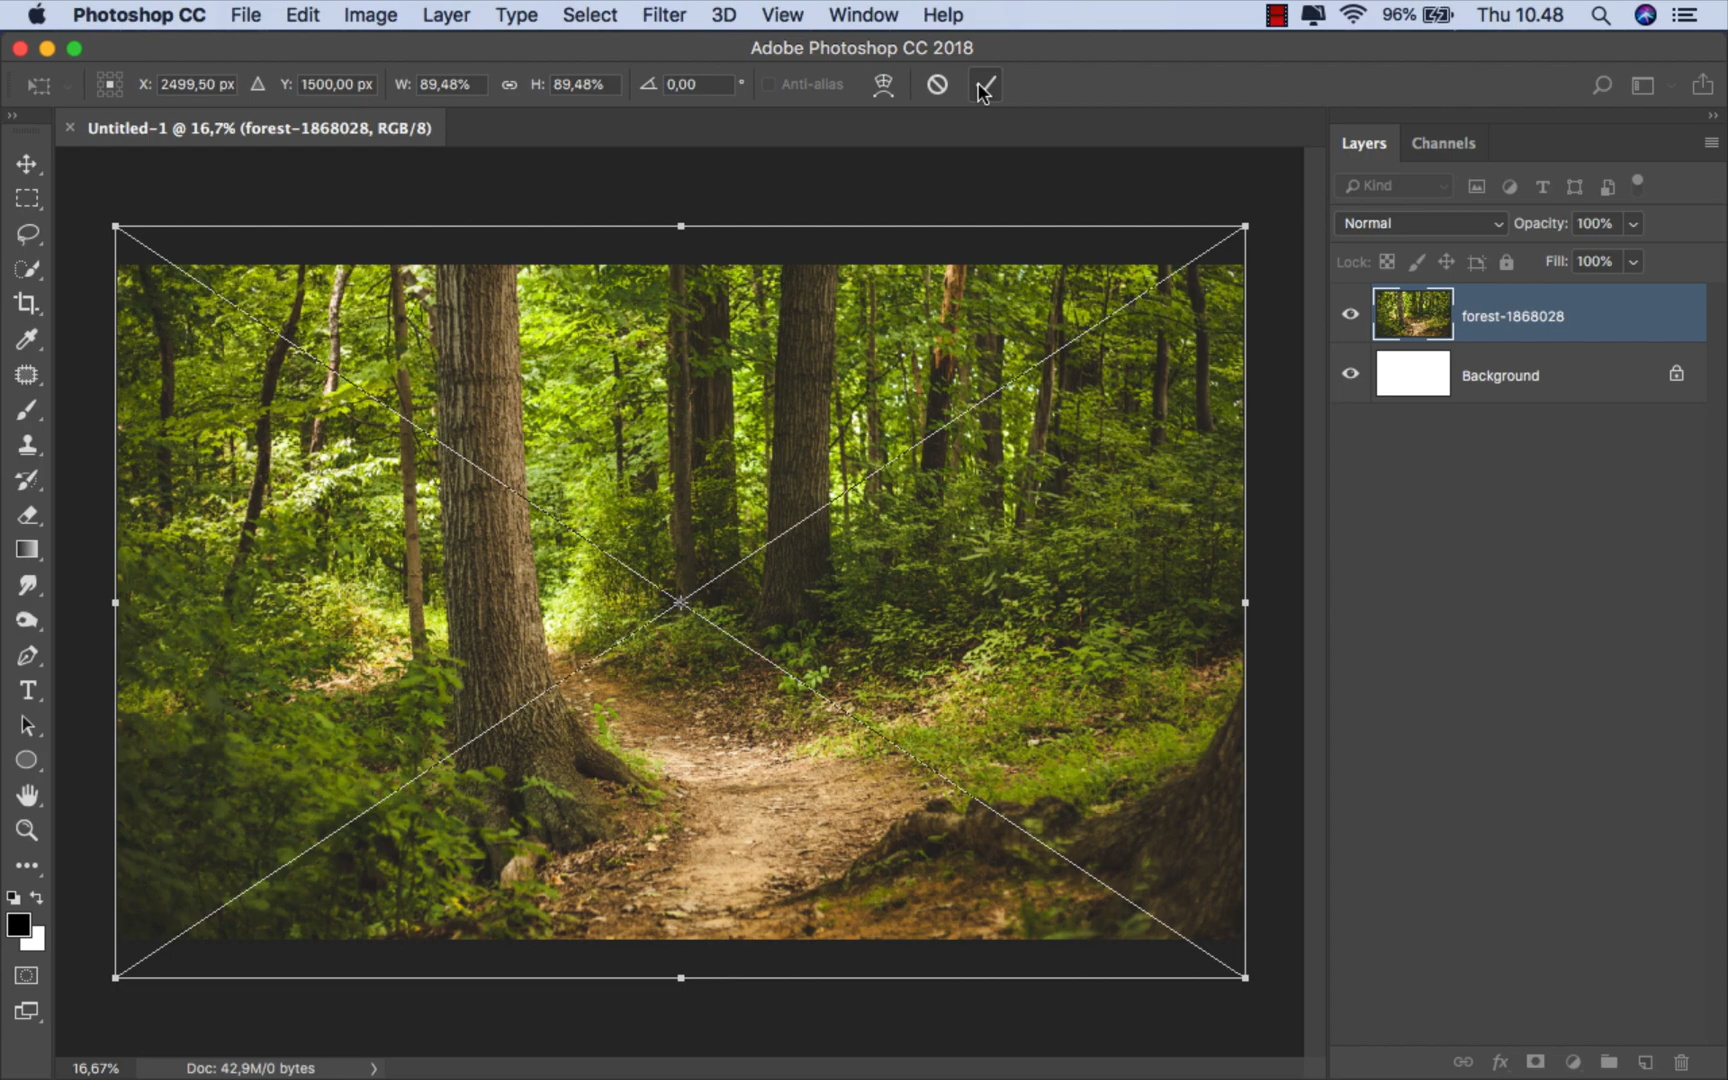 Photoshop CC File Edit Image Layer Type Select Filter 3D View Window Help 96% Thu 10.48
Adobe Photoshop CC 2018
X: 2499,50 px Y: 1500,00 px W: 89,48% H: 89,48% 0,00 ° Anti-alias
Untitled-1 @ 16,7% (forest-1868028, RGB/8)
Layers Channels
Kind
Normal Opacity: 100%
Lock: Fill: 100%
forest-1868028
Background
16,67% Doc: 42,9M/0 bytes